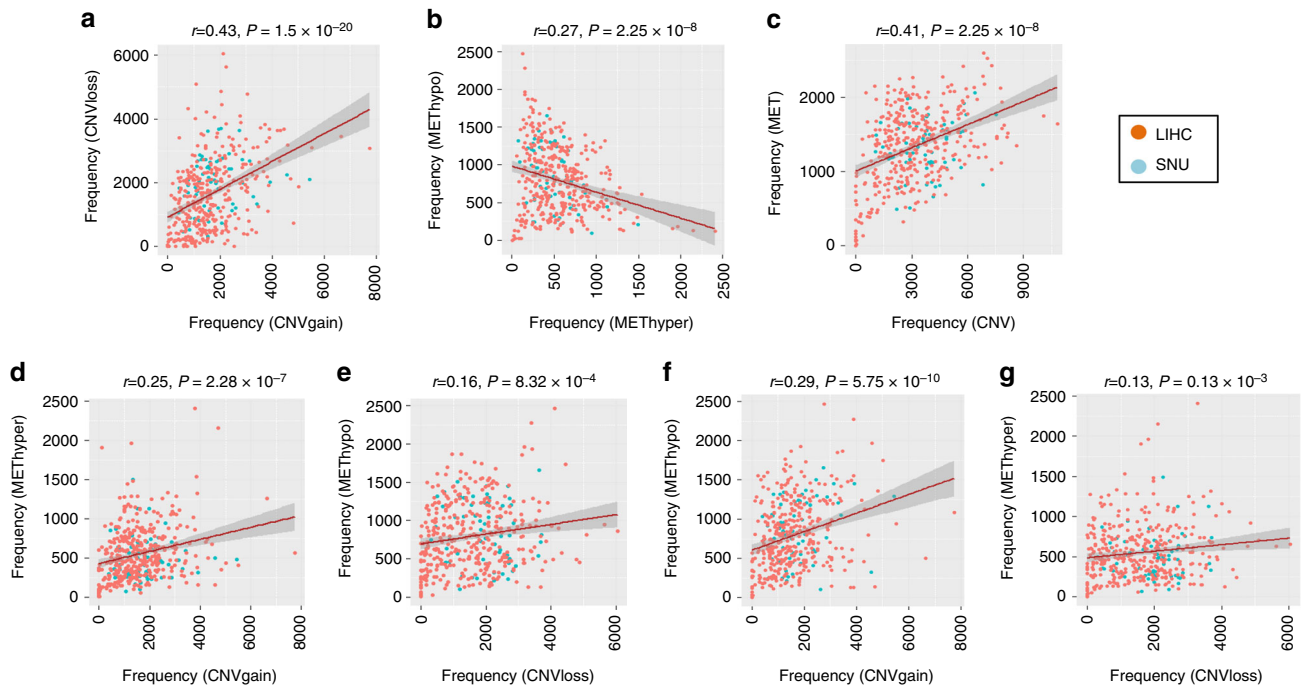 a
r=0.43, P = 1.5 × 10⁻²⁰
Frequency (CNVloss)
6000
4000
2000
0
0
2000
4000
6000
8000
Frequency (CNVgain)
b
r=0.27, P = 2.25 × 10⁻⁸
Frequency (METhypo)
2500
2000
1500
1000
500
0
0
500
1000
1500
2000
2500
Frequency (METhyper)
c
r=0.41, P = 2.25 × 10⁻⁸
Frequency (MET)
2000
1000
0
0
3000
6000
9000
Frequency (CNV)
LIHC
SNU
d
r=0.25, P = 2.28 × 10⁻⁷
Frequency (METhyper)
2500
2000
1500
1000
500
0
0
2000
4000
6000
8000
Frequency (CNVgain)
e
r=0.16, P = 8.32 × 10⁻⁴
Frequency (METhypo)
2500
2000
1500
1000
500
0
0
2000
4000
6000
Frequency (CNVloss)
f
r=0.29, P = 5.75 × 10⁻¹⁰
Frequency (METhypo)
2500
2000
1500
1000
500
0
0
2000
4000
6000
8000
Frequency (CNVgain)
g
r=0.13, P = 0.13 × 10⁻³
Frequency (METhyper)
2500
2000
1500
1000
500
0
0
2000
4000
6000
Frequency (CNVloss)